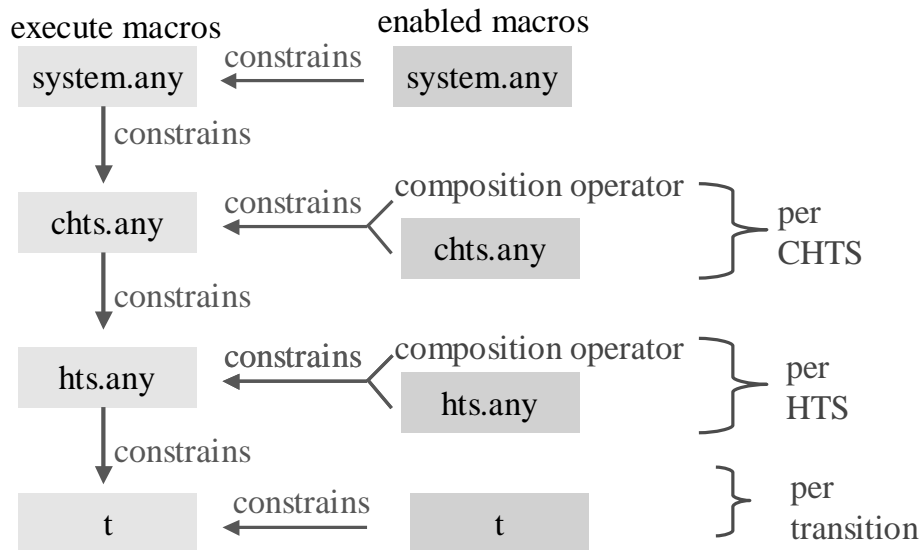 execute macros
enabled macros
system.any
constrains
system.any
constrains
chts.any
constrains
composition operator
chts.any
per
CHTS
constrains
hts.any
constrains
composition operator
hts.any
per
HTS
constrains
t
constrains
t
per
transition